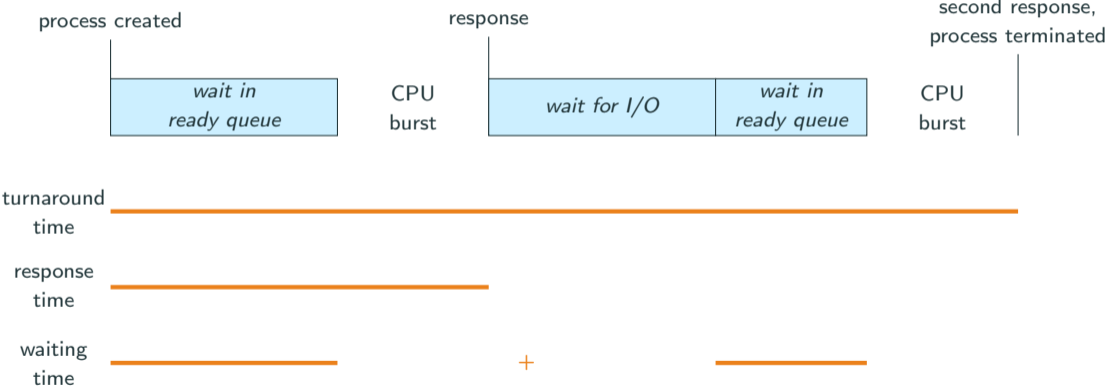 process created
response
second response,
process terminated
wait in
ready queue
CPU
burst
wait for I/O
wait in
ready queue
CPU
burst
turnaround
time
response
time
waiting
time
+